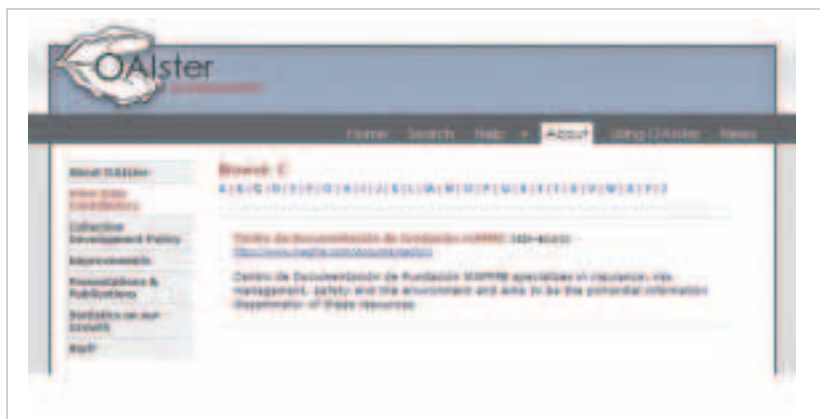 OAIster
Home Search Help About Using OAIster News
About OAIster
View Data
Contributors
Collection
Development Policy
Improvements
Presentations &
Publications
Statistics on our
Growth
Staff
Browse C
Centro de Documentación de Fundación MAPFRE
Centro de Documentación de Fundación MAPFRE specializes in insurance, risk
management, safety and the environment and aims to be the
disseminator of these resources.